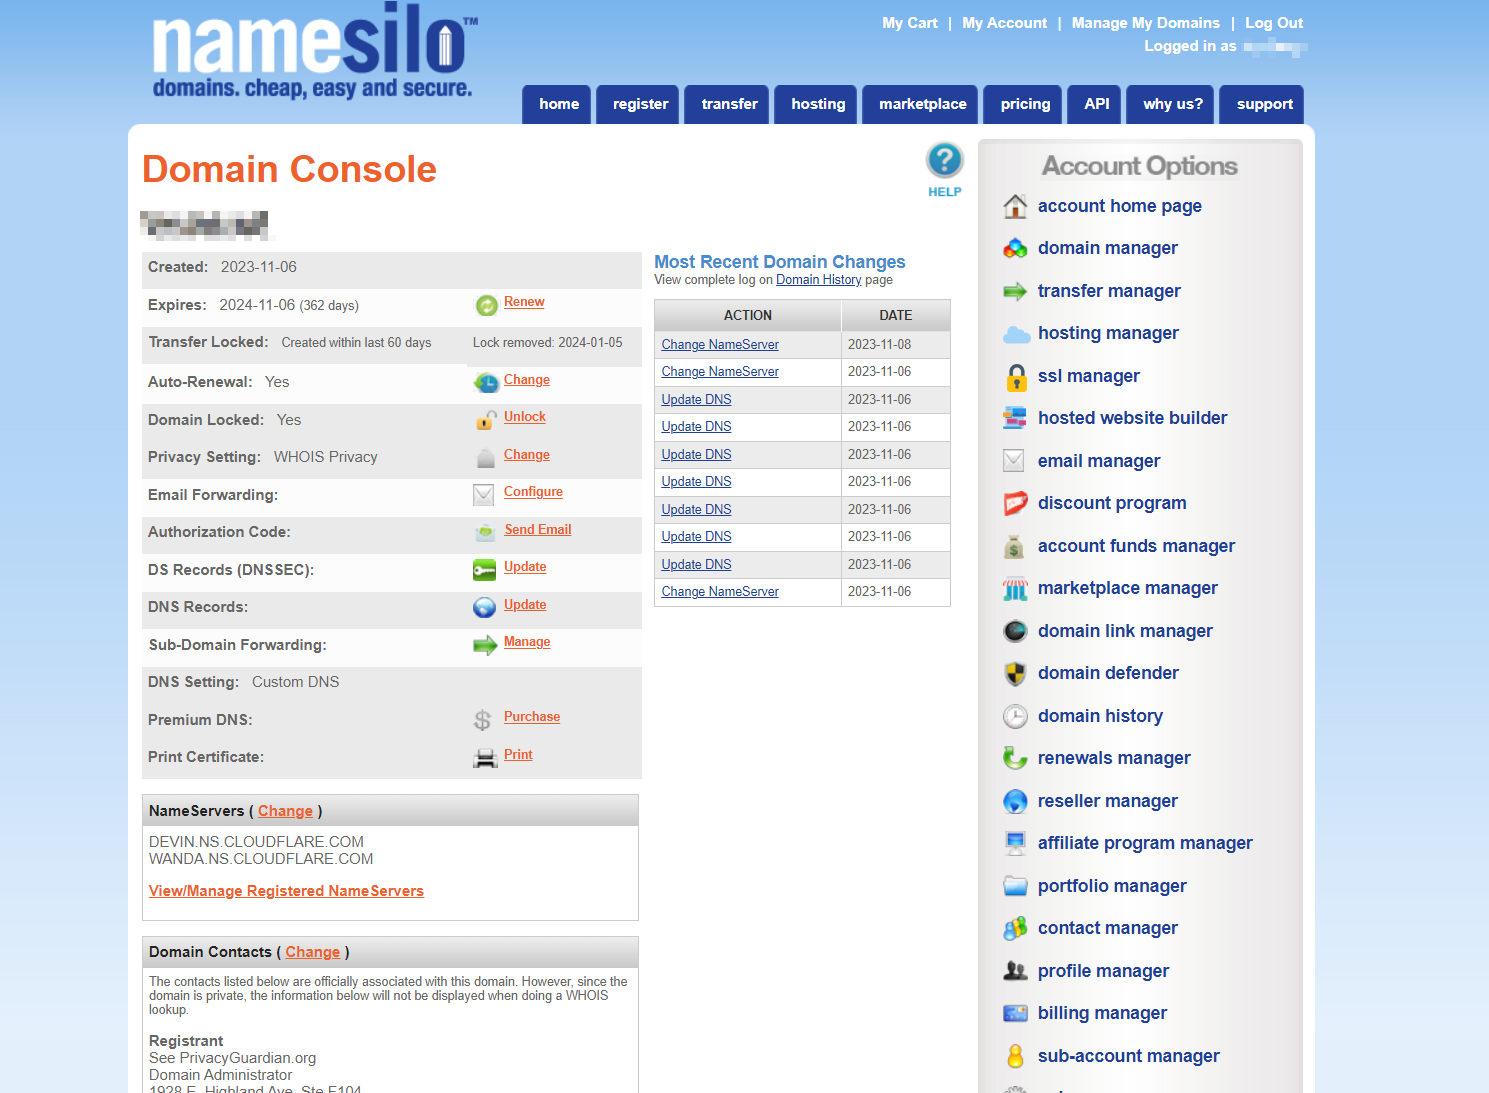 namesilo™
domains. cheap, easy and secure.
My Cart | My Account | Manage My Domains | Log Out
Logged in as
home register transfer hosting marketplace pricing API why us? support
Domain Console
HELP
Created: 2023-11-06
Expires: 2024-11-06 (362 days) Renew
Transfer Locked: Created within last 60 days Lock removed: 2024-01-05
Auto-Renewal: Yes Change
Domain Locked: Yes Unlock
Privacy Setting: WHOIS Privacy Change
Email Forwarding: Configure
Authorization Code: Send Email
DS Records (DNSSEC): Update
DNS Records: Update
Sub-Domain Forwarding: Manage
DNS Setting: Custom DNS
Premium DNS: Purchase
Print Certificate: Print
NameServers ( Change )
DEVIN.NS.CLOUDFLARE.COM
WANDA.NS.CLOUDFLARE.COM
View/Manage Registered NameServers
Domain Contacts ( Change )
The contacts listed below are officially associated with this domain. However, since the
domain is private, the information below will not be displayed when doing a WHOIS
lookup.
Registrant
See PrivacyGuardian.org
Domain Administrator
1928 E. Highland Ave. Ste F104
Most Recent Domain Changes
View complete log on Domain History page
ACTION DATE
Change NameServer 2023-11-08
Change NameServer 2023-11-06
Update DNS 2023-11-06
Update DNS 2023-11-06
Update DNS 2023-11-06
Update DNS 2023-11-06
Update DNS 2023-11-06
Update DNS 2023-11-06
Update DNS 2023-11-06
Change NameServer 2023-11-06
Account Options
account home page
domain manager
transfer manager
hosting manager
ssl manager
hosted website builder
email manager
discount program
account funds manager
marketplace manager
domain link manager
domain defender
domain history
renewals manager
reseller manager
affiliate program manager
portfolio manager
contact manager
profile manager
billing manager
sub-account manager